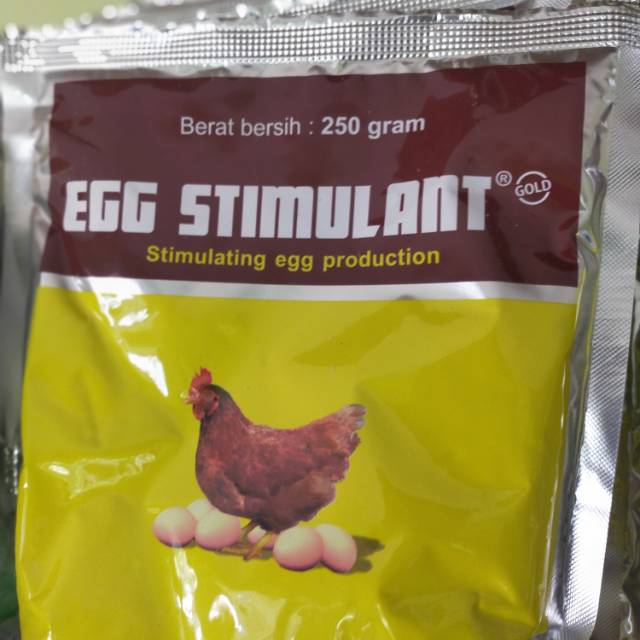 Berat bersih : 250 gram
EGG STIMULANT® GOLD
Stimulating egg production